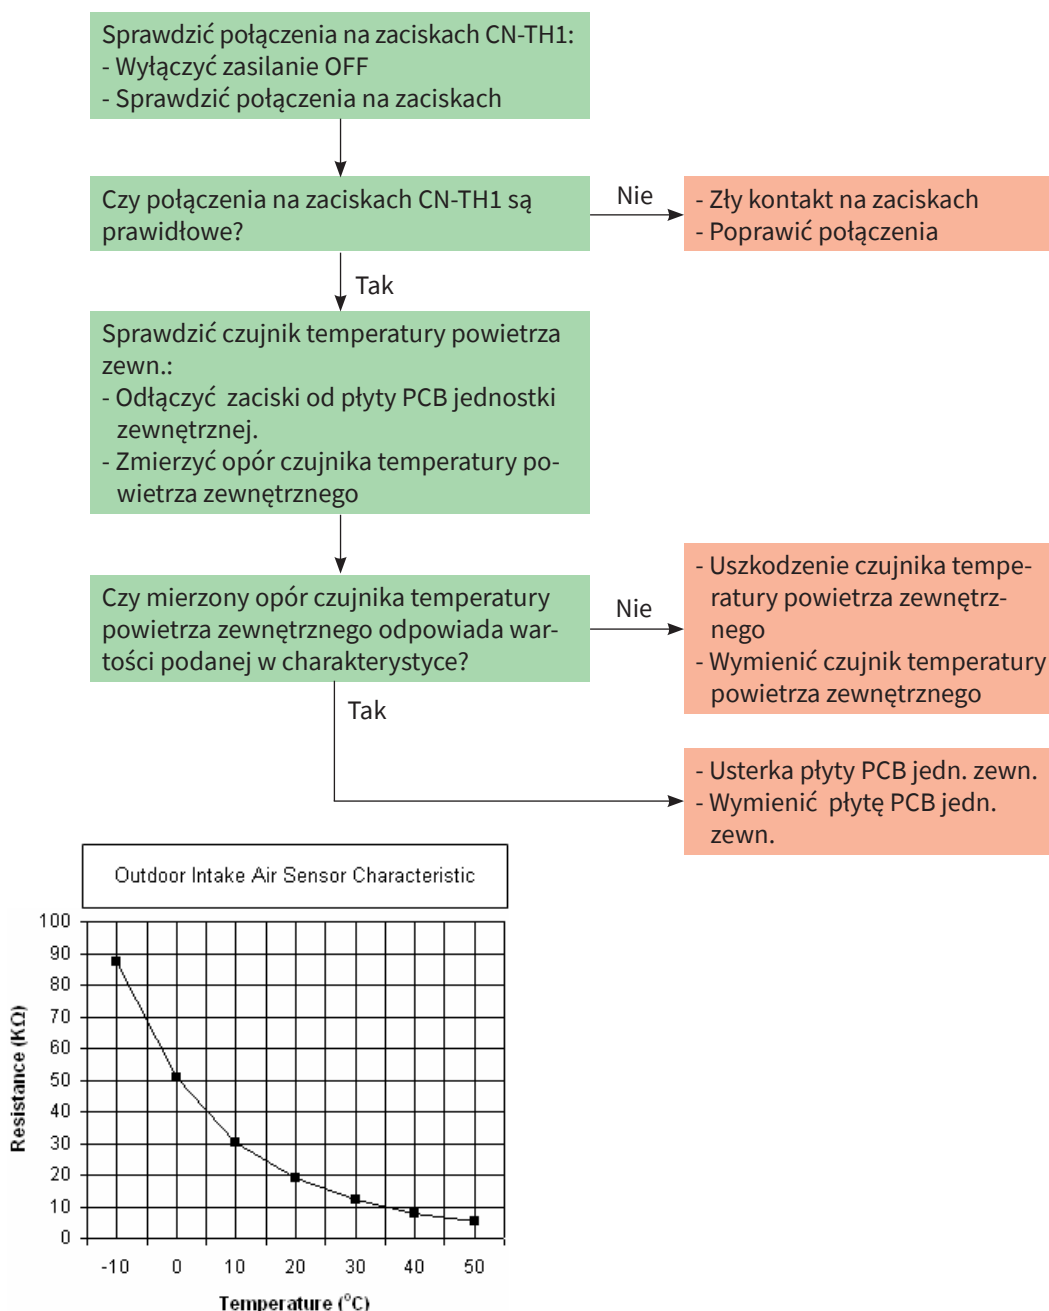 Sprawdzić połączenia na zaciskach CN-TH1:
- Wyłączyć zasilanie OFF
- Sprawdzić połączenia na zaciskach
Czy połączenia na zaciskach CN-TH1 są
prawidłowe?
Nie
- Zły kontakt na zaciskach
- Poprawić połączenia
Tak
Sprawdzić czujnik temperatury powietrza
zewn.:
- Odłączyć zaciski od płyty PCB jednostki
zewnętrznej.
- Zmierzyć opór czujnika temperatury po-
wietrza zewnętrznego
Czy mierzony opór czujnika temperatury
powietrza zewnętrznego odpowiada war-
tości podanej w charakterystyce?
Nie
- Uszkodzenie czujnika tempe-
ratury powietrza zewnętrz-
nego
- Wymienić czujnik temperatury
powietrza zewnętrznego
Tak
- Usterka płyty PCB jedn. zewn.
- Wymienić płytę PCB jedn.
zewn.
Outdoor Intake Air Sensor Characteristic
Resistance (KΩ)
100
90
80
70
60
50
40
30
20
10
0
-10 0 10 20 30 40 50
Temperature (°C)